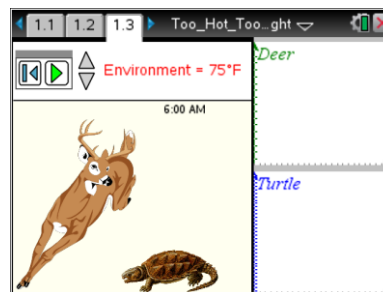 1.1 1.2 1.3 Too_Hot_Too...ght
Environment = 75°F
6:00 AM
Deer
Turtle